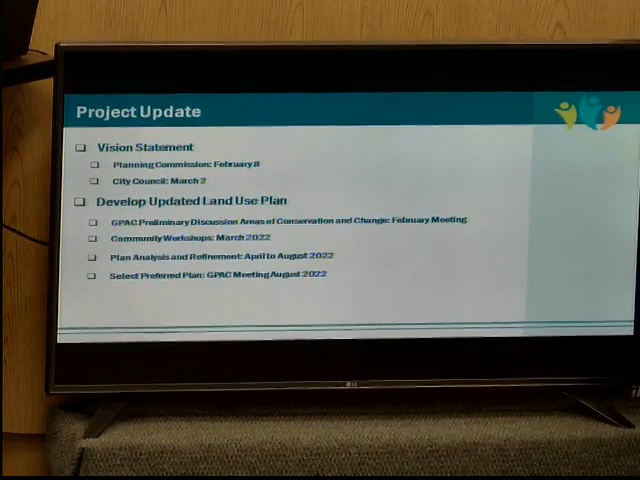 Project Update
❑ Vision Statement
❑ Planning Commission: February 8
❑ City Council: March 2
❑ Develop Updated Land Use Plan
❑ GPAC Preliminary Discussion Areas of Conservation and Change: February Meeting
❑ Community Workshops: March 2022
❑ Plan Analysis and Refinement: April to August 2022
❑ Select Preferred Plan: GPAC Meeting August 2022
LG